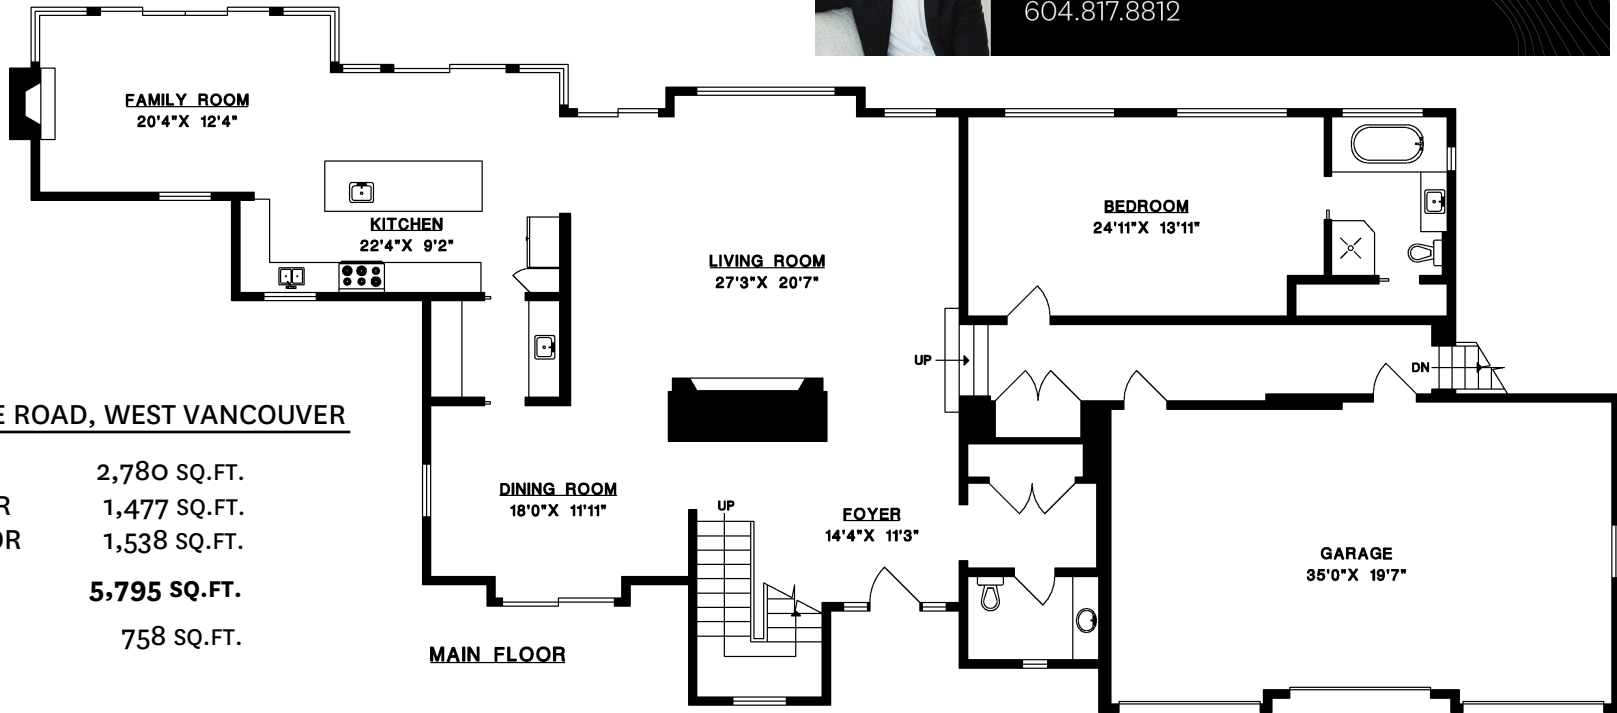 604.817.8812
FAMILY ROOM
20'4"X 12'4"
KITCHEN
22'4"X 9'2"
LIVING ROOM
27'3"X 20'7"
BEDROOM
24'11"X 13'11"
UP
DN
ROAD, WEST VANCOUVER
2,780 SQ.FT.
1,477 SQ.FT.
1,538 SQ.FT.
5,795 SQ.FT.
758 SQ.FT.
DINING ROOM
18'0"X 11'11"
UP
FOYER
14'4"X 11'3"
GARAGE
35'0"X 19'7"
MAIN FLOOR